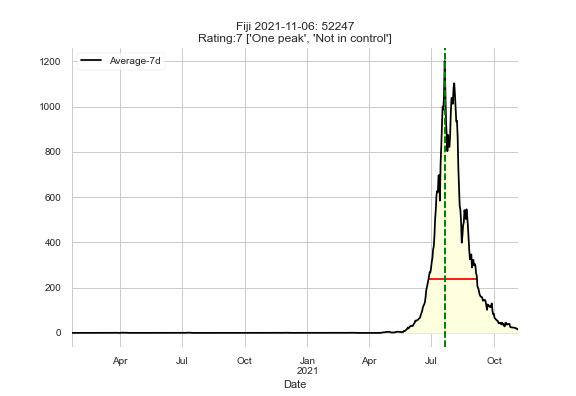 Fiji 2021-11-06: 52247
Rating:7 ['One peak', 'Not in control']
Average-7d
1200
1000
800
600
400
200
0
Apr
Jul
Oct
Jan
2021
Apr
Jul
Oct
Date